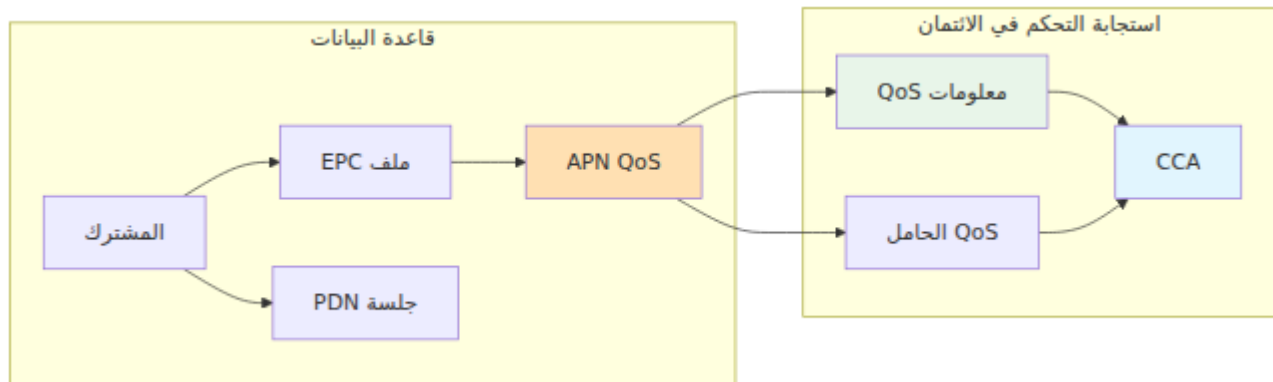 قاعدة البيانات
المشترك
ملف EPC
جلسة PDN
APN QoS
استجابة التحكم في الائتمان
معلومات QoS
QoS الحامل
CCA